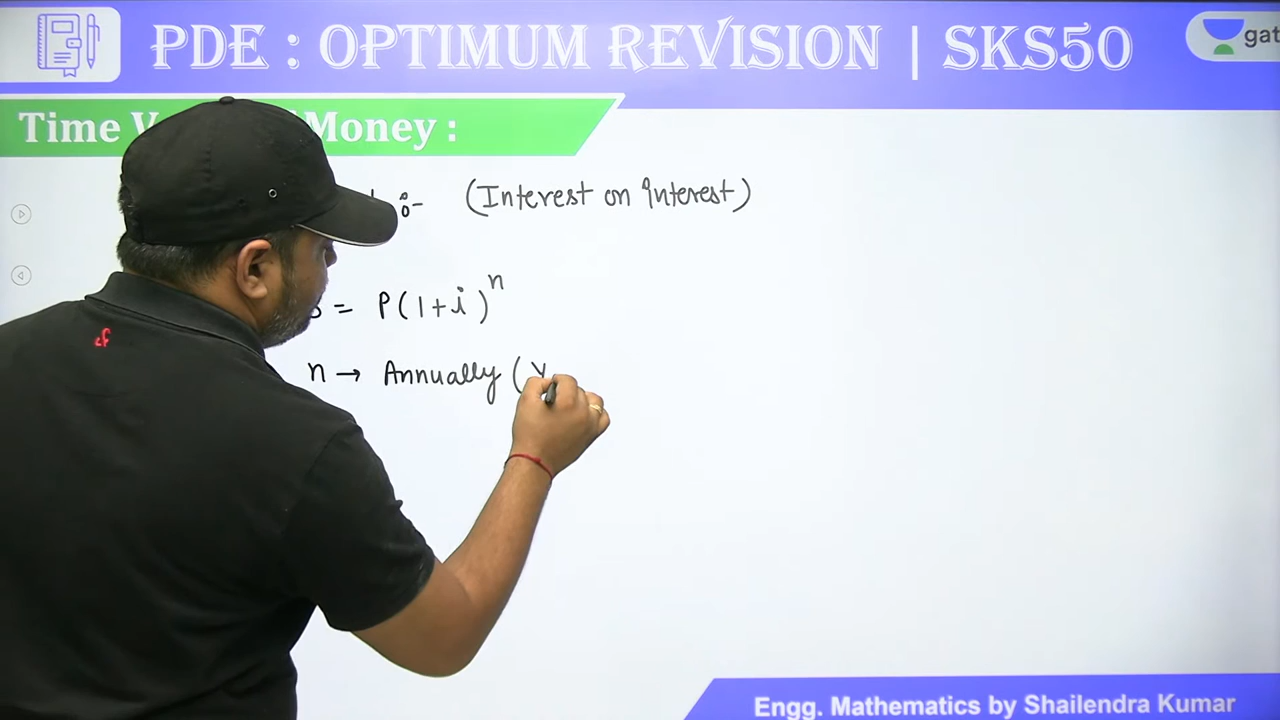 PDE : OPTIMUM REVISION | SKS50
gat
Time V Money :
(Interest on Interest)
= P(1+i)^n
n → Annually (Y
Engg. Mathematics by Shailendra Kumar